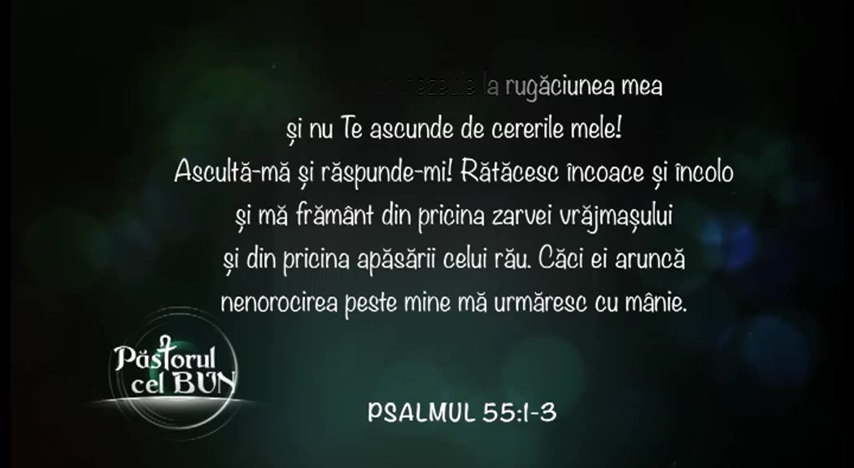 la rugăciunea mea
și nu Te ascunde de cererile mele!
Ascultă-mă și răspunde-mi! Rătăcesc încoace și încolo
și mă frământ din pricina zarvei vrăjmașului
și din pricina apăsării celui rău. Căci ei aruncă
nenorocirea peste mine mă urmăresc cu mânie.
Păstorul
cel BUN
PSALMUL 55:1-3